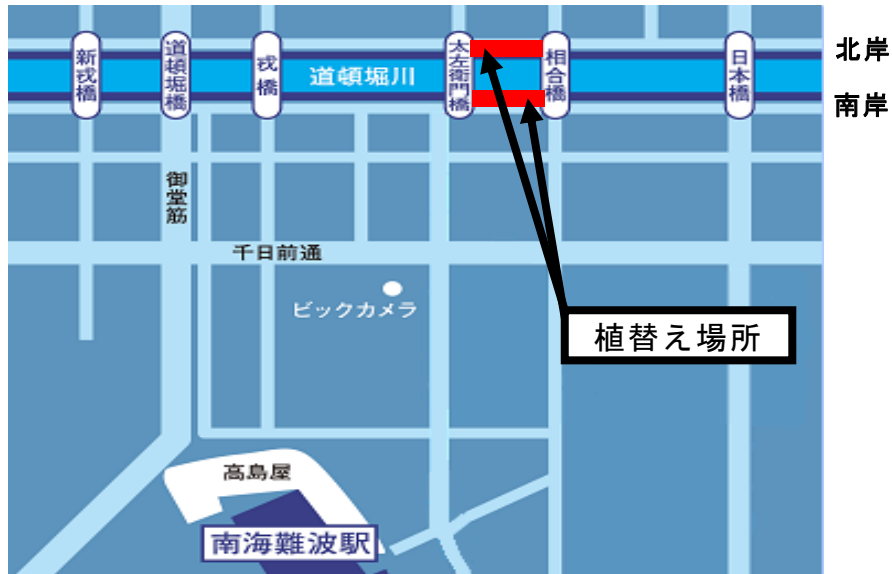 新戎橋
道頓堀橋
戎橋
道頓堀川
太左衛門橋
相合橋
日本橋
北岸
南岸
御堂筋
千日前通
ビックカメラ
植替え場所
高島屋
南海難波駅